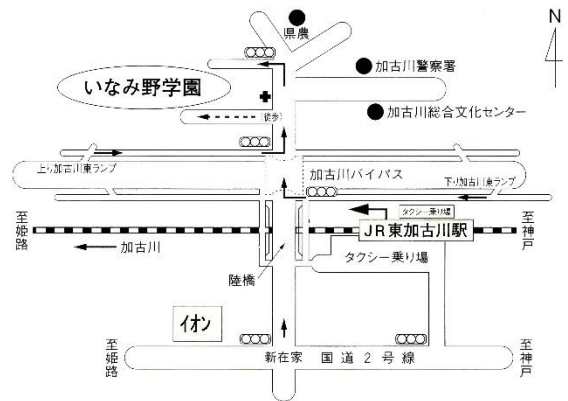 N
県農
加古川警察署
いなみ野学園
加古川総合文化センター
徒歩
上り加古川東ランプ
加古川バイパス
下り加古川東ランプ
タクシー乗り場
至姫路
JR東加古川駅
至神戸
加古川
タクシー乗り場
陸橋
イオン
至姫路
新在家
国道2号線
至神戸